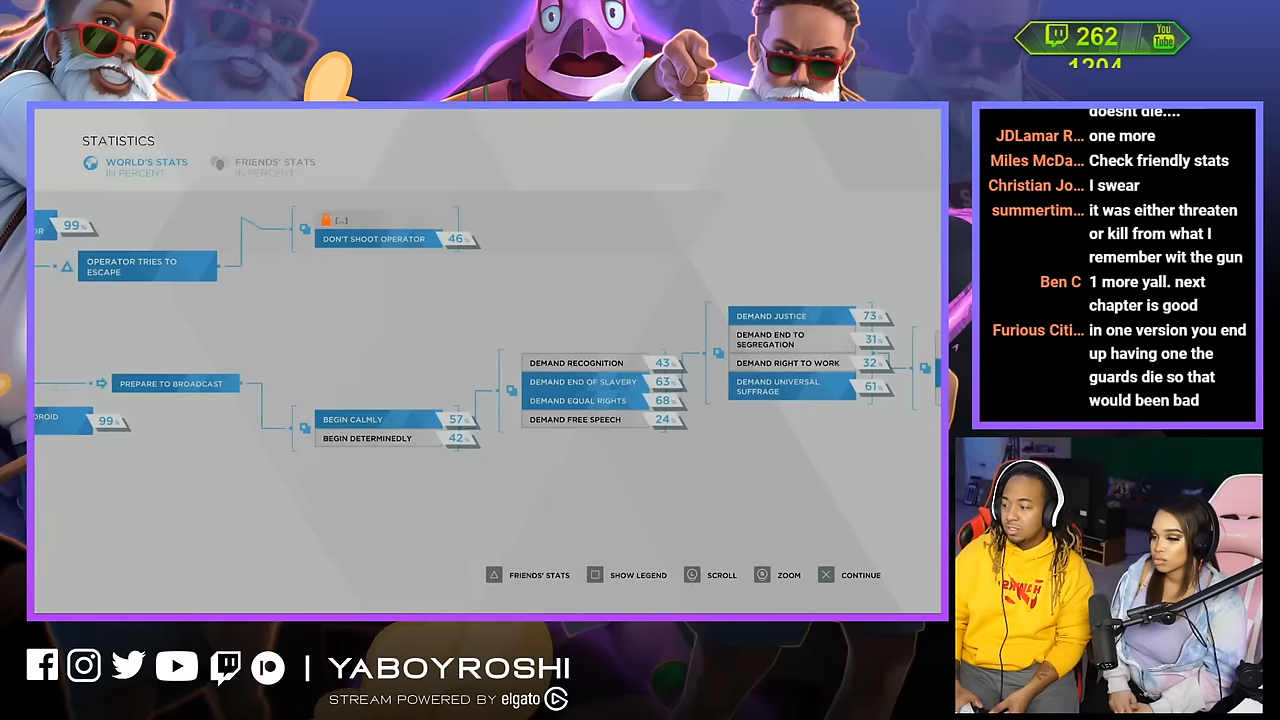 262
YouTube
1204
STATISTICS
WORLD'S STATS
IN PERCENT
FRIENDS' STATS
IN PERCENT
OR
99%
OPERATOR TRIES TO
ESCAPE
[...]
DON'T SHOOT OPERATOR 46%
PREPARE TO BROADCAST
DROID
99%
BEGIN CALMLY 57%
BEGIN DETERMINEDLY 42%
DEMAND RECOGNITION 43%
DEMAND END OF SLAVERY 63%
DEMAND EQUAL RIGHTS 68%
DEMAND FREE SPEECH 24%
DEMAND JUSTICE 73%
DEMAND END TO
SEGREGATION 31%
DEMAND RIGHT TO WORK 32%
DEMAND UNIVERSAL
SUFFRAGE 61%
FRIENDS' STATS
SHOW LEGEND
L SCROLL
R ZOOM
CONTINUE
doesnt die....
JDLamar R... one more
Miles McDa... Check friendly stats
Christian Jo... I swear
summertim... it was either threaten
or kill from what I
remember wit the gun
Ben C 1 more yall. next
chapter is good
Furious Citi... in one version you end
up having one the
guards die so that
would been bad
| YABOYROSHI
STREAM POWERED BY elgato